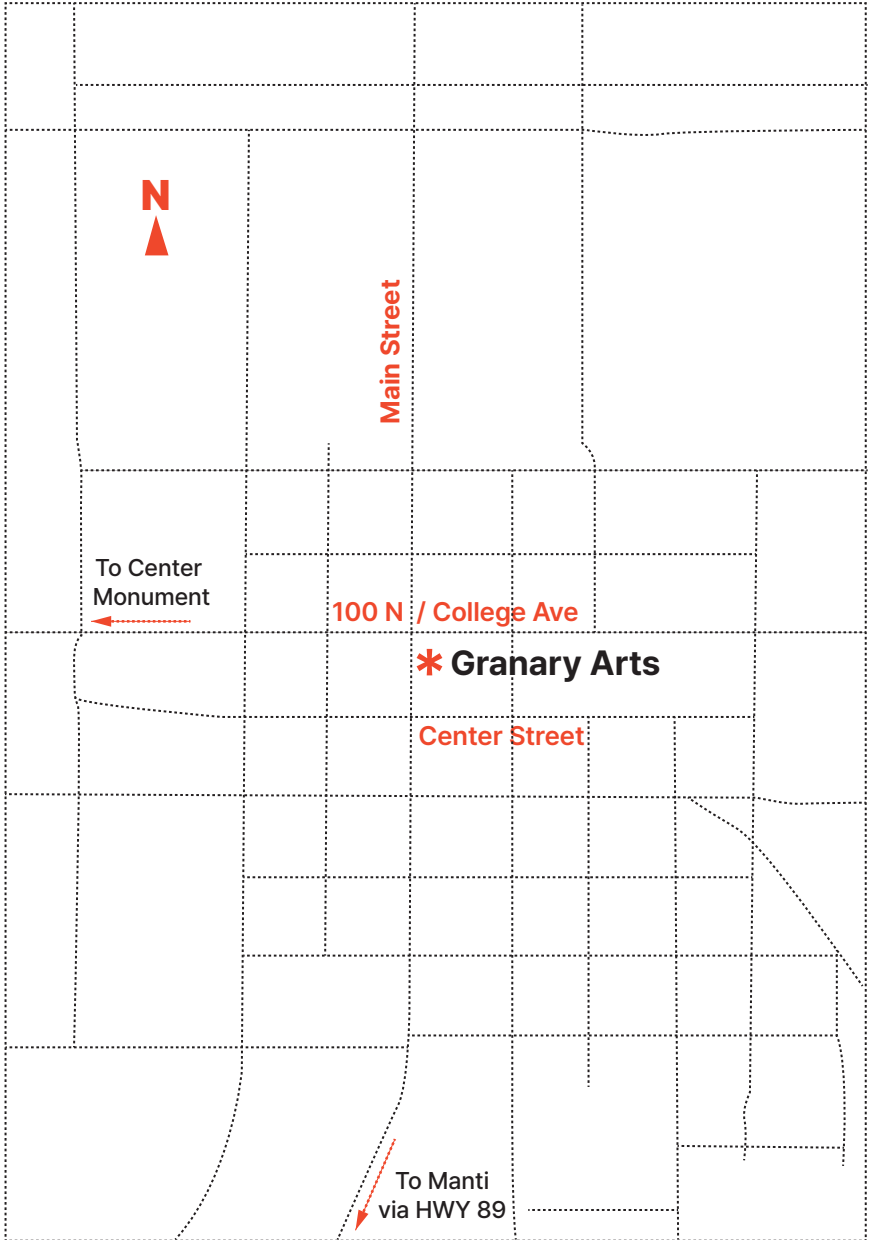 N
Main Street
To Center
Monument
100 N / College Ave
* Granary Arts
Center Street
To Manti
via HWY 89